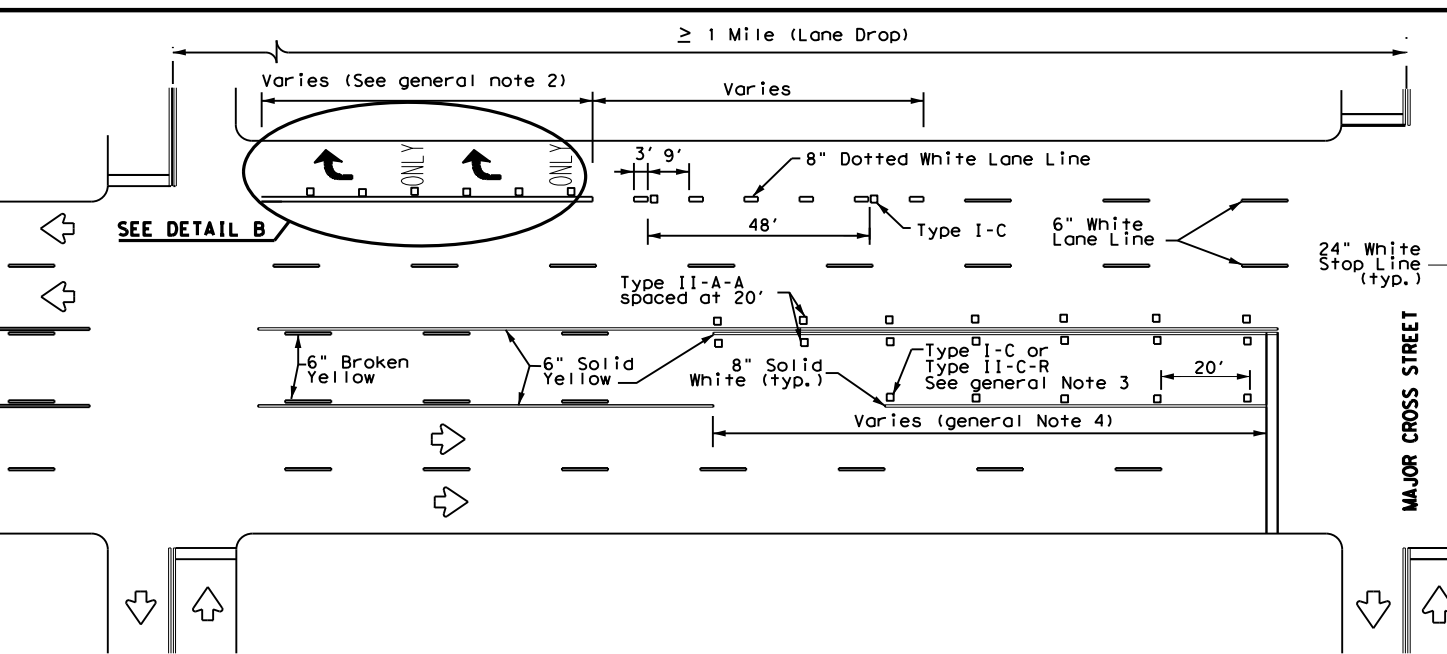 ≥ 1 Mile (Lane Drop)
Varies (See general note 2)
Varies
ONLY
ONLY
3' 9'
8" Dotted White Lane Line
SEE DETAIL B
48'
Type I-C
6" White
Lane Line
24" White
Stop Line
(typ.)
Type II-A-A
spaced at 20'
6" Broken
Yellow
6" Solid
Yellow
8" Solid
White (typ.)
Type I-C or
Type II-C-R
See general Note 3
20'
Varies (general Note 4)
MAJOR CROSS STREET